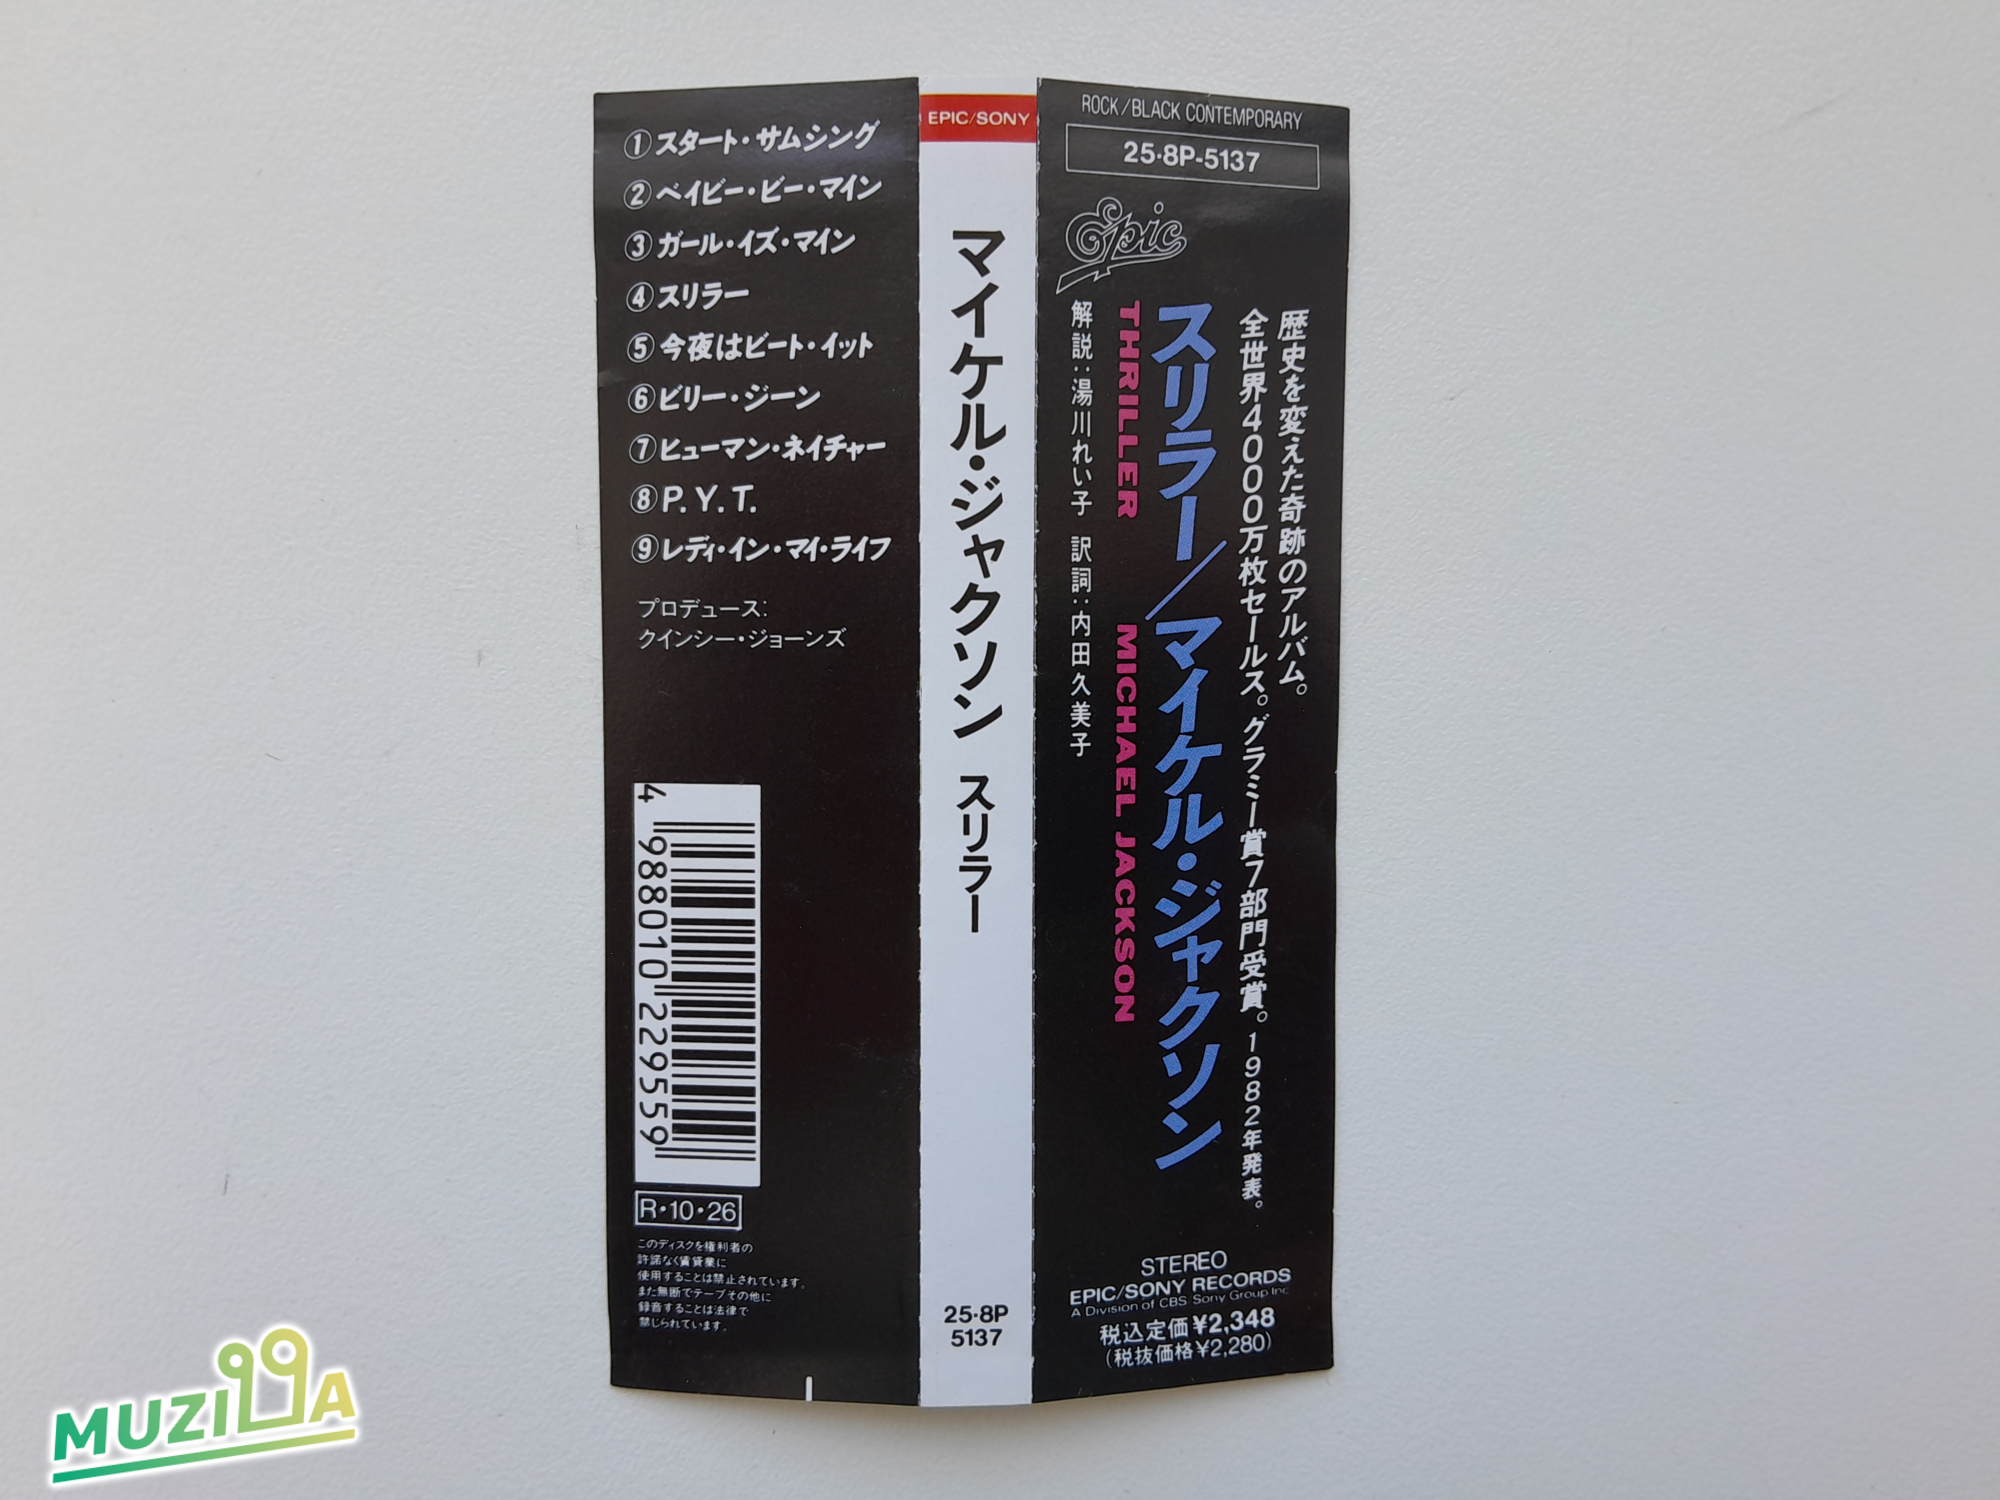 ① スタート・サムシング
② ベイビー・ビー・マイン
③ ガール・イズ・マイン
④ スリラー
⑤ 今夜はビート・イット
⑥ ビリー・ジーン
⑦ ヒューマン・ネイチャー
⑧ P.Y.T.
⑨ レディ・イン・マイ・ライフ
プロデュース:
クインシー・ジョーンズ
4 988010 229559
R・10・26
このディスクを権利者の
許諾なく賃貸業に
使用することは禁止されています。
また無断でテープその他に
録音することは法律で
禁じられています。
EPIC/SONY
マイケル・ジャクソン スリラー
25・8P
5137
ROCK/BLACK CONTEMPORARY
25・8P-5137
Epic
歴史を変えた奇跡のアルバム。
全世界4000万枚セールス。グラミー賞7部門受賞。1982年発表。
スリラー/マイケル・ジャクソン
THRILLER MICHAEL JACKSON
解説:湯川れい子 訳詞:内田久美子
STEREO
EPIC/SONY RECORDS
A Division of CBS Sony Group Inc
税込定価¥2,348
(税抜価格¥2,280)
MUZILLA